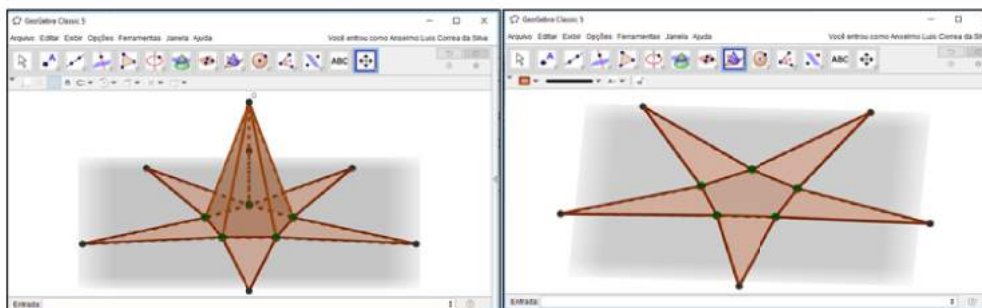 GeoGebra Classic 5
Arquivo Editar Exibir Opções Ferramentas Janela Ajuda Você entrou como Anselmo Luis Correa da Silva
ABC
Entrada:
GeoGebra Classic 5
Arquivo Editar Exibir Opções Ferramentas Janela Ajuda Você entrou como Anselmo Luis Correa da Sil
ABC
Entrada: